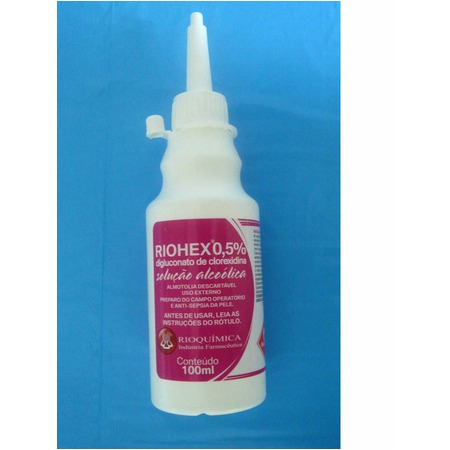 RIOHEX® 0,5%
digluconato de clorexidina
solução alcoólica
ALMOTOLIA DESCARTÁVEL
USO EXTERNO
PREPARO DO CAMPO OPERATÓRIO
E ANTI-SEPSIA DA PELE.
ANTES DE USAR, LEIA AS
INSTRUÇÕES DO RÓTULO.
RIOQUÍMICA
Indústria Farmacêutica
Conteúdo
100ml